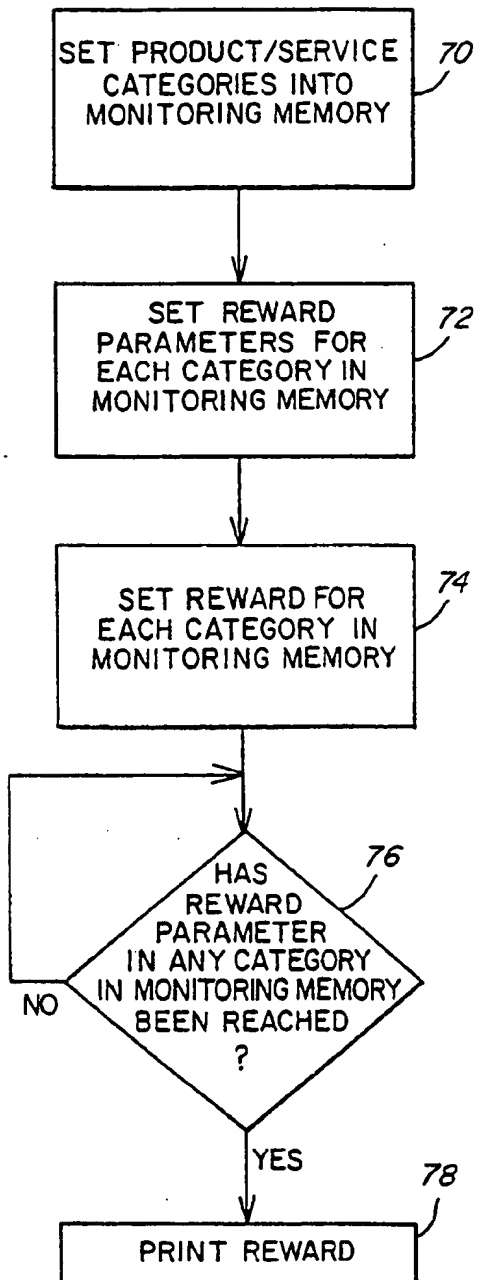 SET PRODUCT/SERVICE
CATEGORIES INTO
MONITORING MEMORY
70
SET REWARD
PARAMETERS FOR
EACH CATEGORY IN
MONITORING MEMORY
72
SET REWARD FOR
EACH CATEGORY IN
MONITORING MEMORY
74
HAS
REWARD
PARAMETER
IN ANY CATEGORY
IN MONITORING MEMORY
BEEN REACHED
?
76
NO
YES
PRINT REWARD
78